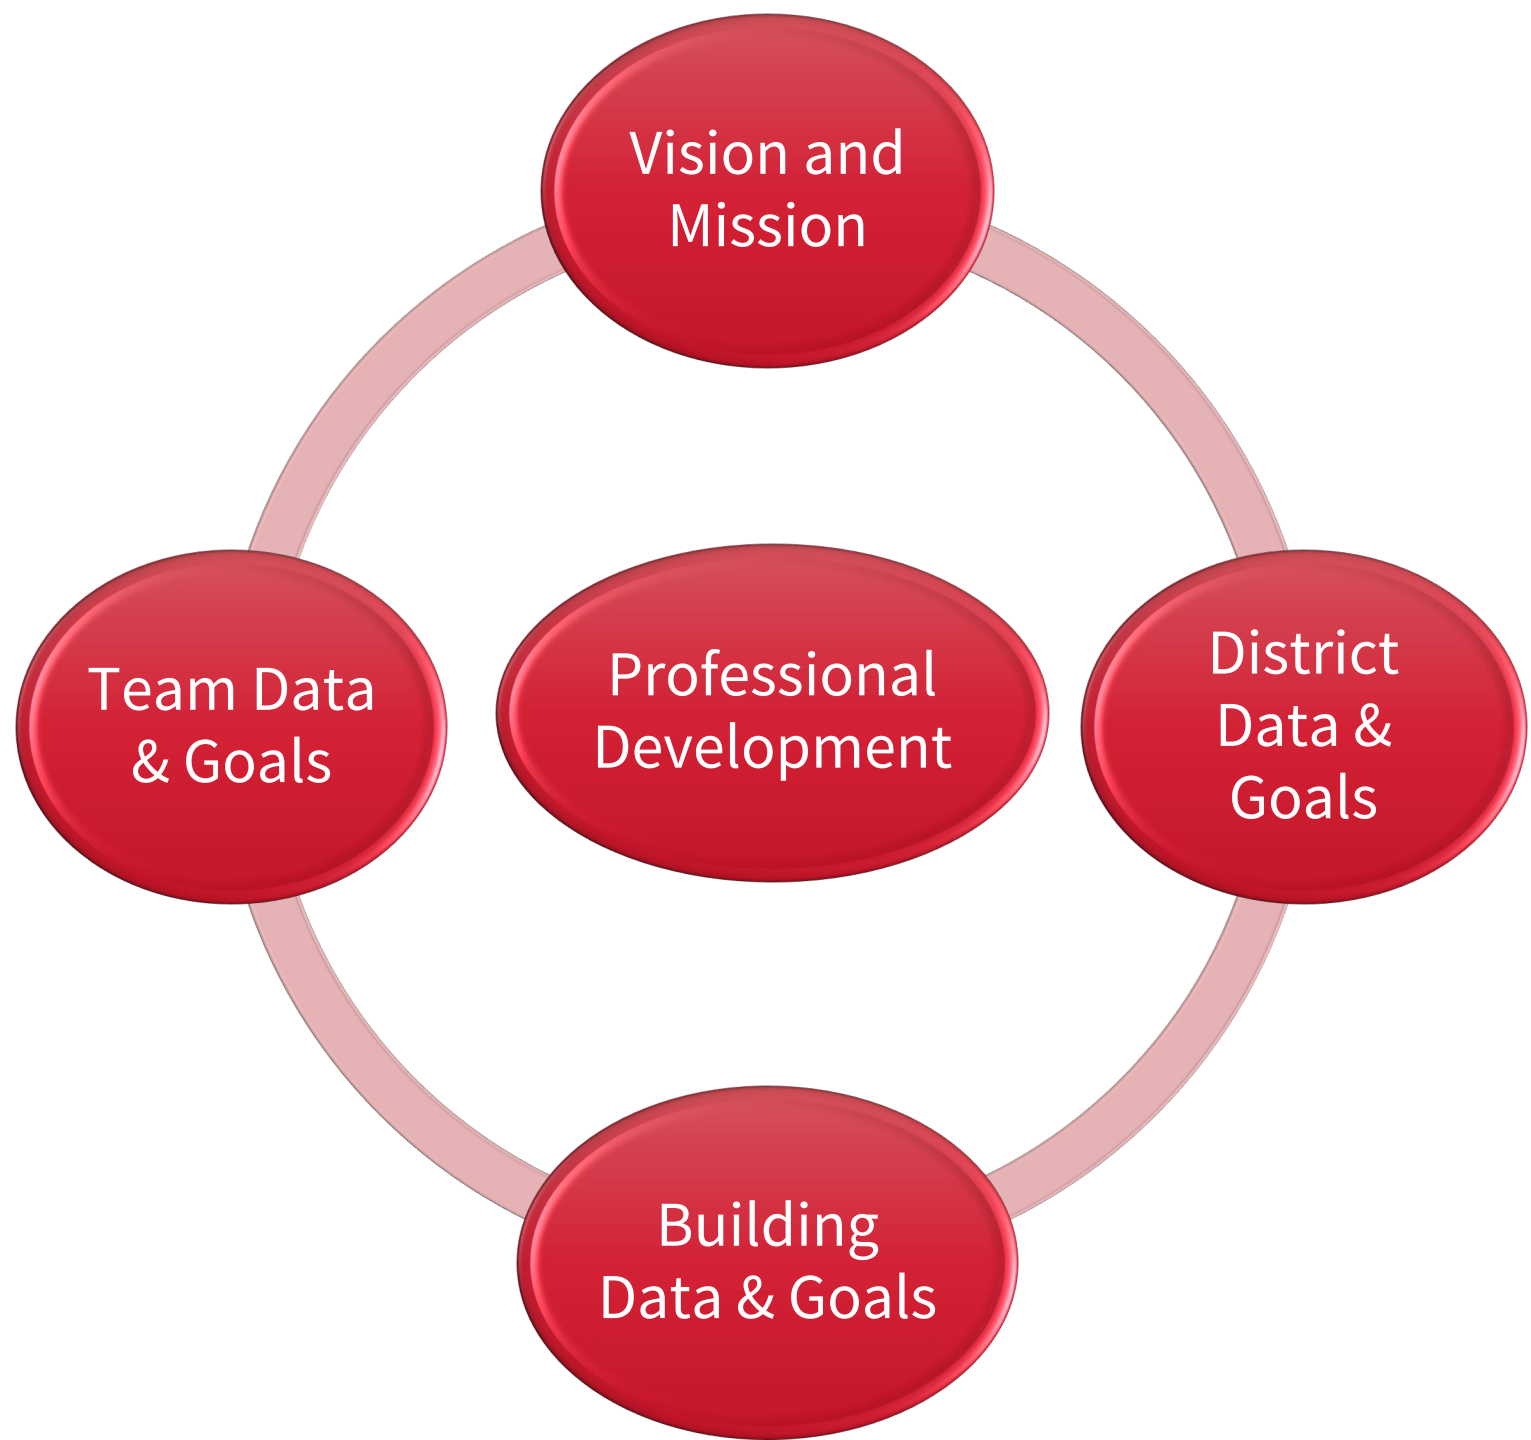 Vision and
Mission
Team Data
& Goals
Professional
Development
District
Data &
Goals
Building
Data & Goals